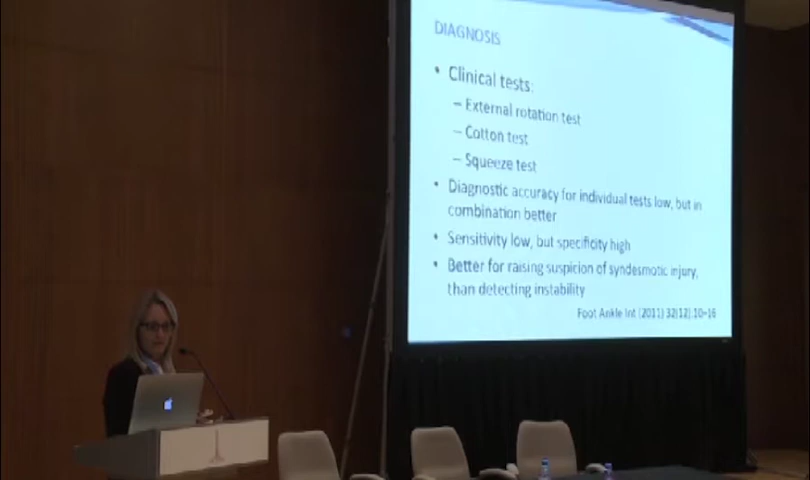 DIAGNOSIS
• Clinical tests:
– External rotation test
– Cotton test
– Squeeze test
• Diagnostic accuracy for individual tests low, but in
combination better
• Sensitivity low, but specificity high
• Better for raising suspicion of syndesmotic injury,
than detecting instability
Foot Ankle Int (2011) 32(12) 10-16